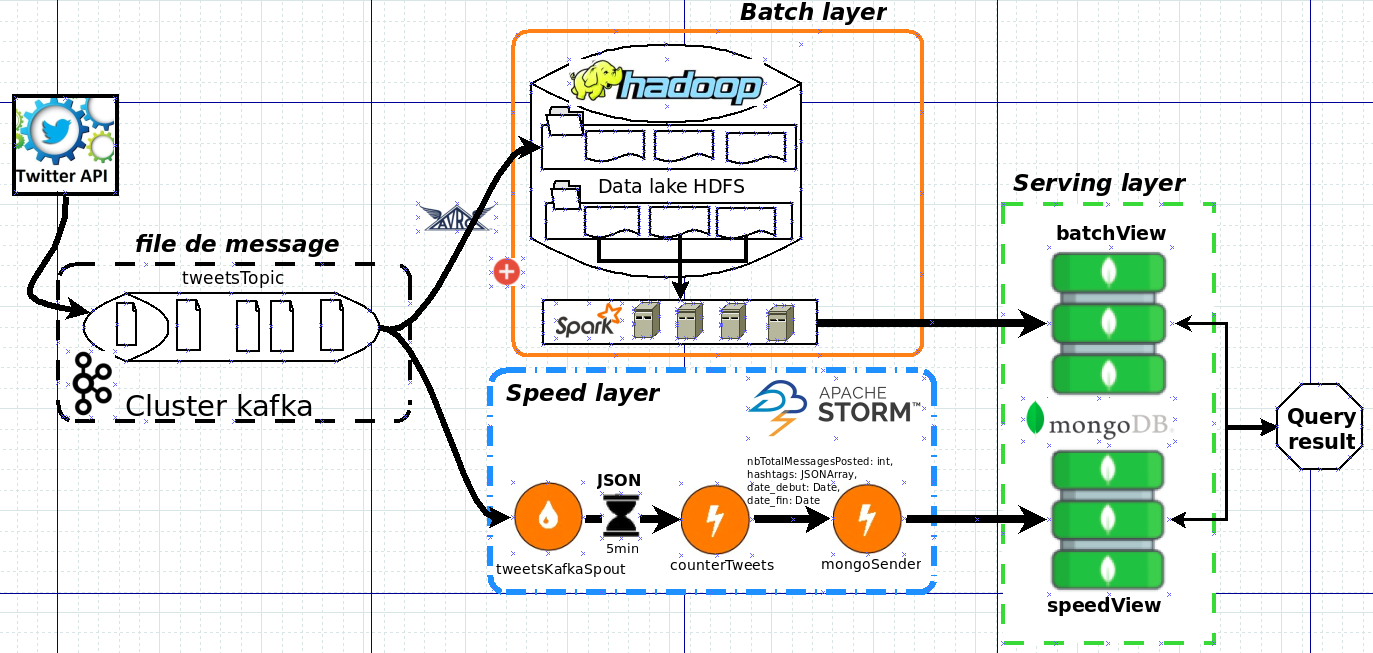 Batch layer
hadoop
Twitter API
Data lake HDFS
AVRO
file de message
tweetsTopic
Cluster kafka
Spark
Serving layer
batchView
mongoDB.
speedView
Query
result
Speed layer
APACHE
STORM™
nbTotalMessagesPosted: int,
hashtags: JSONArray,
date_debut: Date,
date_fin: Date
JSON
5min
tweetsKafkaSpout
counterTweets
mongoSender